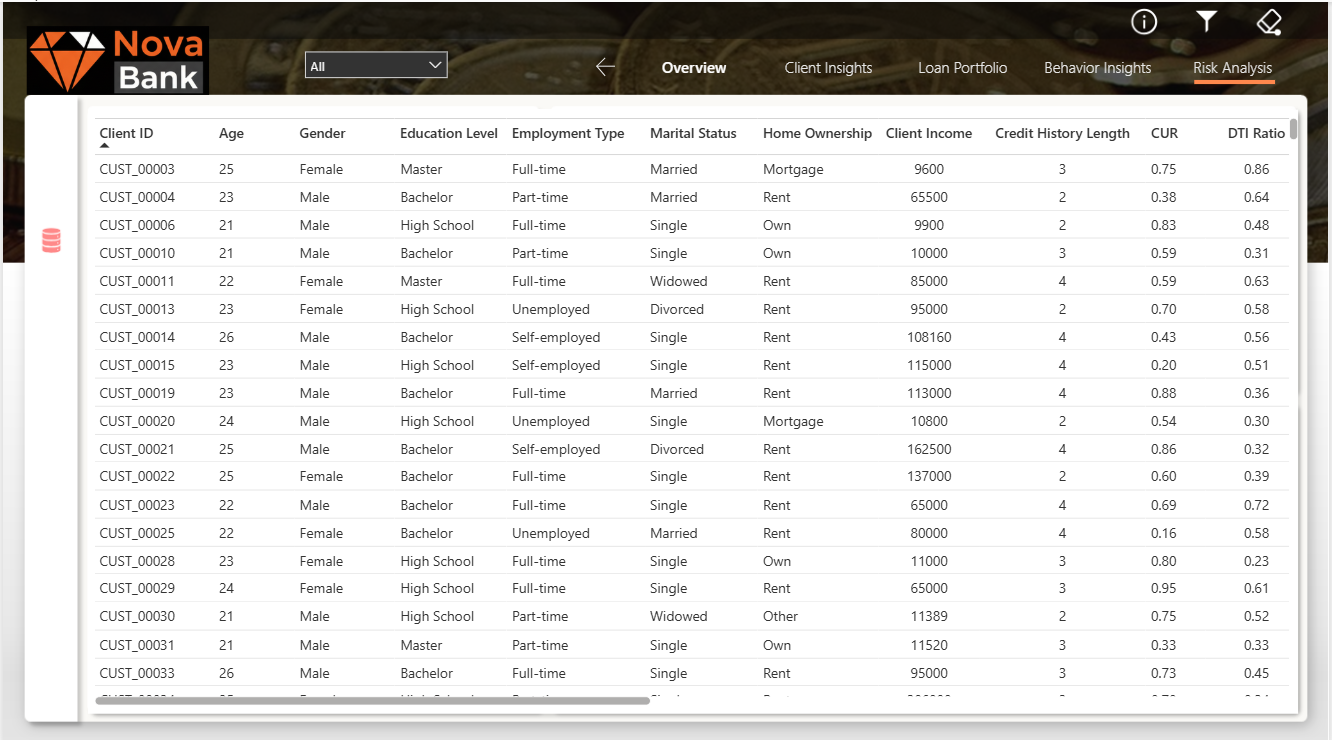 Nova
Bank
All
Overview Client Insights Loan Portfolio Behavior Insights Risk Analysis
Client ID Age Gender Education Level Employment Type Marital Status Home Ownership Client Income Credit History Length CUR DTI Ratio
CUST_00003 25 Female Master Full-time Married Mortgage 9600 3 0.75 0.86
CUST_00004 23 Male Bachelor Part-time Married Rent 65500 2 0.38 0.64
CUST_00006 21 Male High School Full-time Single Own 9900 2 0.83 0.48
CUST_00010 21 Male Bachelor Part-time Single Own 10000 3 0.59 0.31
CUST_00011 22 Female Master Full-time Widowed Rent 85000 4 0.59 0.63
CUST_00013 23 Female High School Unemployed Divorced Rent 95000 2 0.70 0.58
CUST_00014 26 Male Bachelor Self-employed Single Rent 108160 4 0.43 0.56
CUST_00015 23 Male High School Self-employed Single Rent 115000 4 0.20 0.51
CUST_00019 23 Male Bachelor Full-time Married Rent 113000 4 0.88 0.36
CUST_00020 24 Male High School Unemployed Single Mortgage 10800 2 0.54 0.30
CUST_00021 25 Male Bachelor Self-employed Divorced Rent 162500 4 0.86 0.32
CUST_00022 25 Female Bachelor Full-time Single Rent 137000 2 0.60 0.39
CUST_00023 22 Male Bachelor Full-time Single Rent 65000 4 0.69 0.72
CUST_00025 22 Female Bachelor Unemployed Married Rent 80000 4 0.16 0.58
CUST_00028 23 Female High School Full-time Single Own 11000 3 0.80 0.23
CUST_00029 24 Female High School Full-time Single Rent 65000 3 0.95 0.61
CUST_00030 21 Male High School Part-time Widowed Other 11389 2 0.75 0.52
CUST_00031 21 Male Master Part-time Single Own 11520 3 0.33 0.33
CUST_00033 26 Male Bachelor Full-time Single Rent 95000 3 0.73 0.45